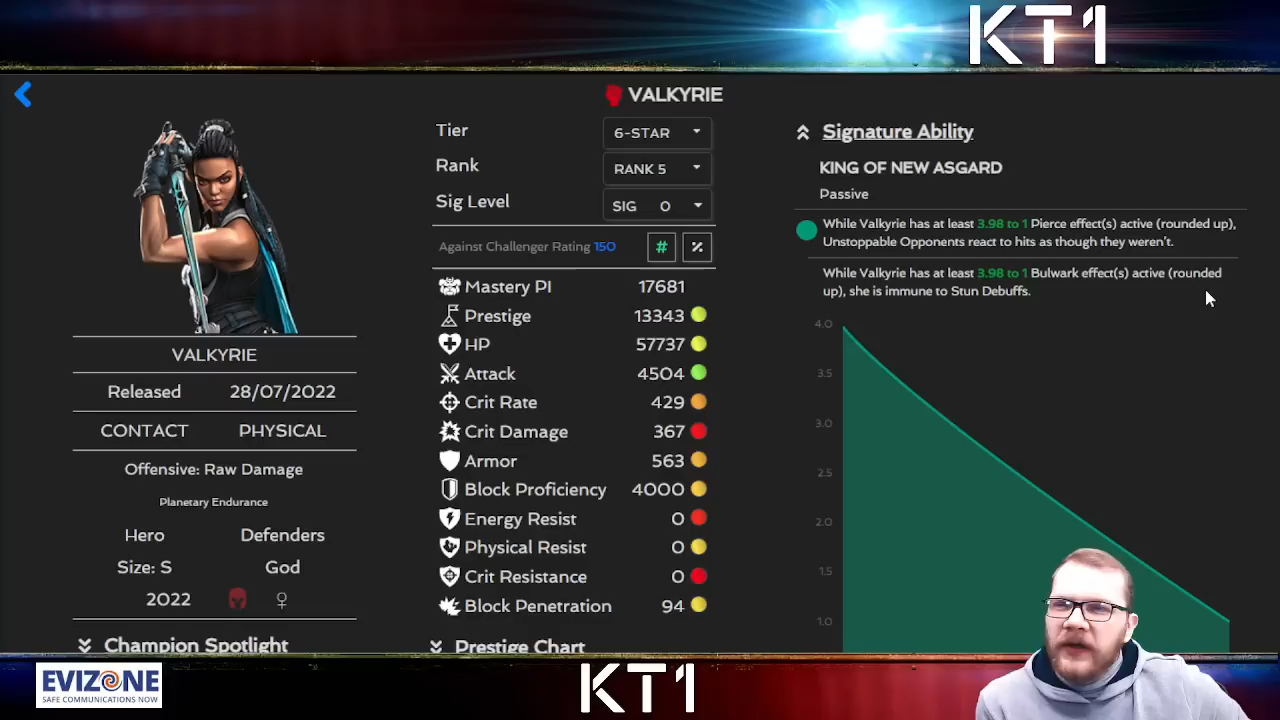 KT1
VALKYRIE
VALKYRIE
Released 28/07/2022
CONTACT PHYSICAL
Offensive: Raw Damage
Planetary Endurance
Hero Defenders
Size: S God
2022 ♀
Champion Spotlight
Tier 6-STAR
Rank RANK 5
Sig Level SIG 0
Against Challenger Rating 150 # %
Mastery PI 17681
Prestige 13343
HP 57737
Attack 4504
Crit Rate 429
Crit Damage 367
Armor 563
Block Proficiency 4000
Energy Resist 0
Physical Resist 0
Crit Resistance 0
Block Penetration 94
Prestige Chart
Signature Ability
KING OF NEW ASGARD
Passive
While Valkyrie has at least 3.98 to 1 Pierce effect(s) active (rounded up),
Unstoppable Opponents react to hits as though they weren't.
While Valkyrie has at least 3.98 to 1 Bulwark effect(s) active (rounded
up), she is immune to Stun Debuffs.
4.0
3.5
3.0
2.5
2.0
1.5
1.0
EVIZONE
SAFE COMMUNICATIONS NOW
KT1